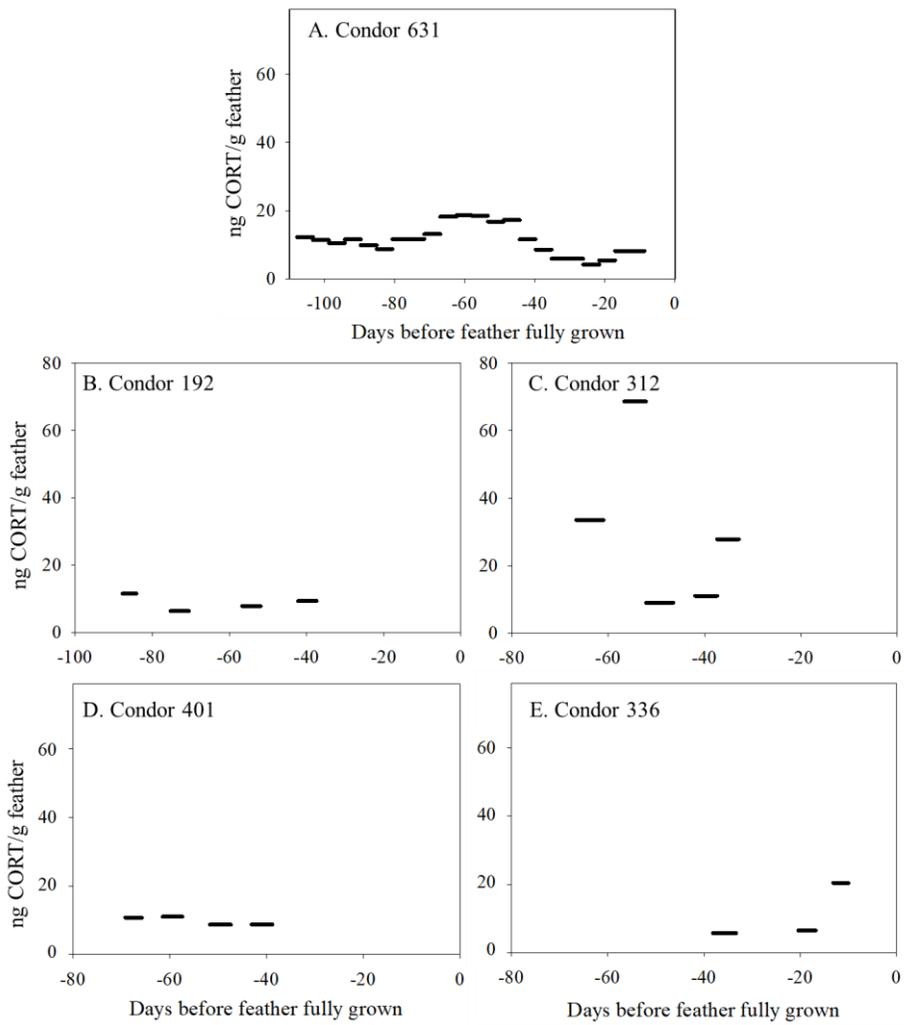 A. Condor 631
60
40
20
0
ng CORT/g feather
-100 -80 -60 -40 -20 0
Days before feather fully grown
B. Condor 192
80
60
40
20
0
ng CORT/g feather
-100 -80 -60 -40 -20 0
C. Condor 312
80
60
40
20
0
-80 -60 -40 -20 0
D. Condor 401
60
40
20
0
ng CORT/g feather
-80 -60 -40 -20 0
Days before feather fully grown
E. Condor 336
60
40
20
0
-80 -60 -40 -20 0
Days before feather fully grown